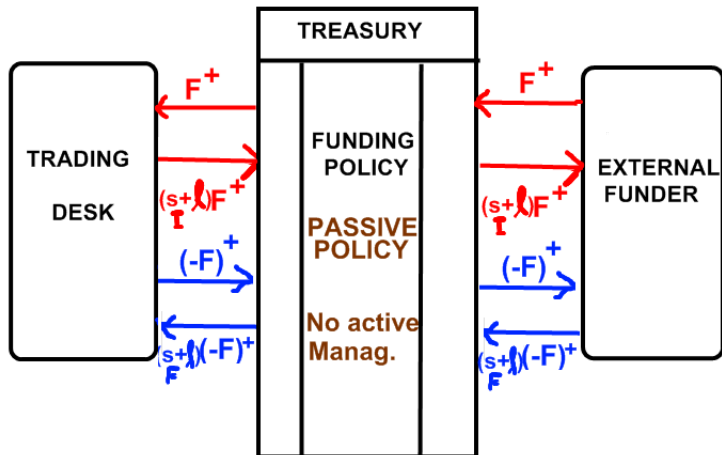 TREASURY
F⁺
F⁺
TRADING
DESK
FUNDING
POLICY
EXTERNAL
FUNDER
(s+ℓ)F⁺
I
(s+ℓ)F⁺
I
PASSIVE
POLICY
(-F)⁺
(-F)⁺
No active
Manag.
(s+ℓ)(-F)⁺
F
(s+ℓ)(-F)⁺
F